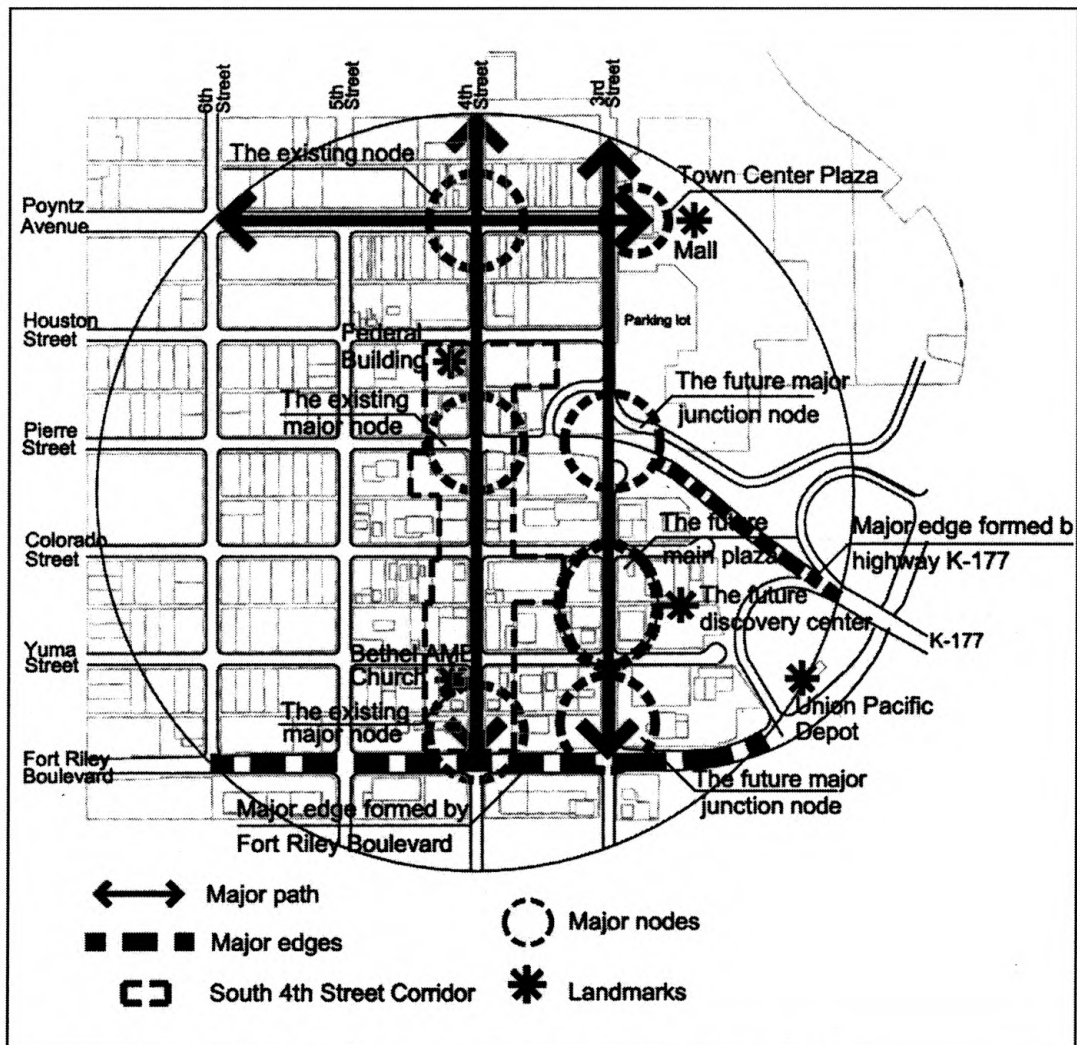 6th
Street
5th
Street
4th
Street
3rd
Street
The existing node
Town Center Plaza
Poyntz
Avenue
Mall
Houston
Street
Parking lot
Federal
Building
The future major
junction node
The existing
major node
Pierre
Street
The future
main plaza
Major edge formed b
highway K-177
Colorado
Street
The future
discovery center
K-177
Yuma
Street
Bethel AME
Church
Union Pacific
Depot
The existing
major node
Fort Riley
Boulevard
The future major
junction node
Major edge formed by
Fort Riley Boulevard
Major path
Major nodes
Major edges
South 4th Street Corridor
Landmarks